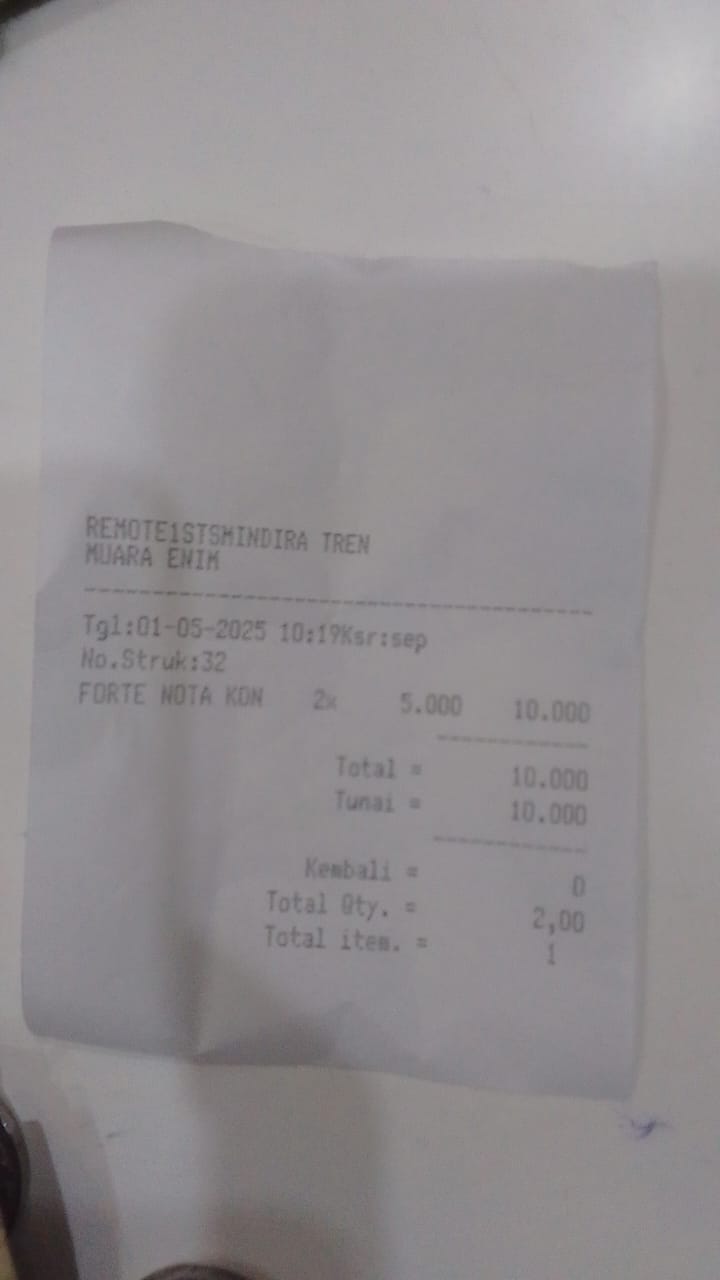 REMOTE1STSMINDIRA TREN
MUARA ENIM
Tgl:01-05-2025 10:19Ksr:sep
No.Struk:32
FORTE NOTA KON 2x 5.000 10.000
Total = 10.000
Tunai = 10.000
Kembali = 0
Total Qty. = 2,00
Total item. = 1